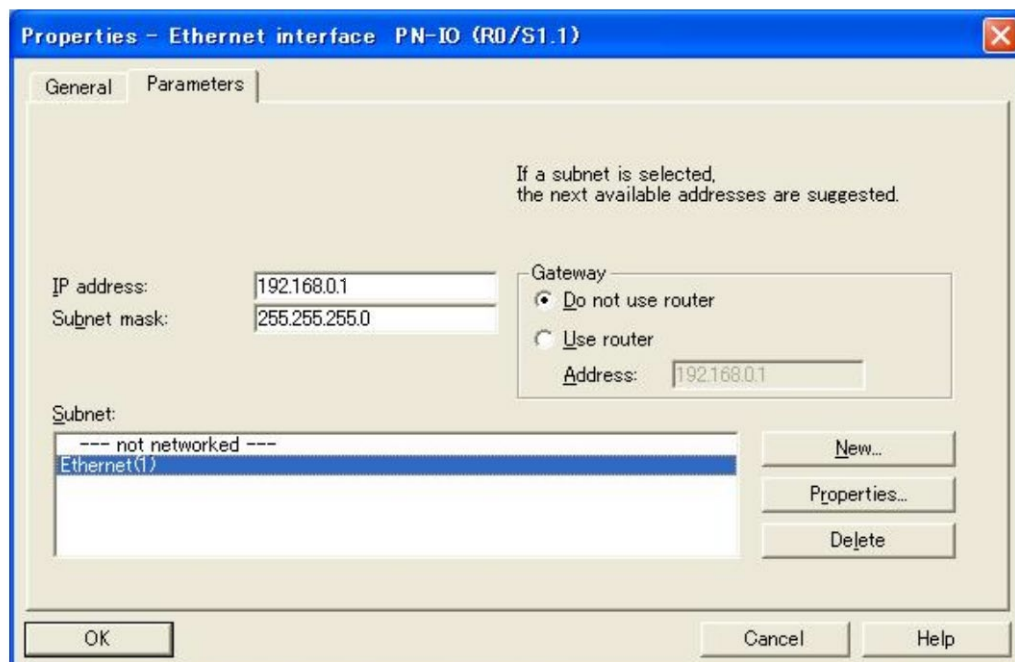 Properties - Ethernet interface PN-IO (R0/S1.1)
General Parameters
If a subnet is selected,
the next available addresses are suggested.
IP address: 192.168.0.1
Subnet mask: 255.255.255.0
Gateway
Do not use router
Use router
Address: 192.168.0.1
Subnet:
--- not networked ---
Ethernet(1)
New...
Properties...
Delete
OK Cancel Help